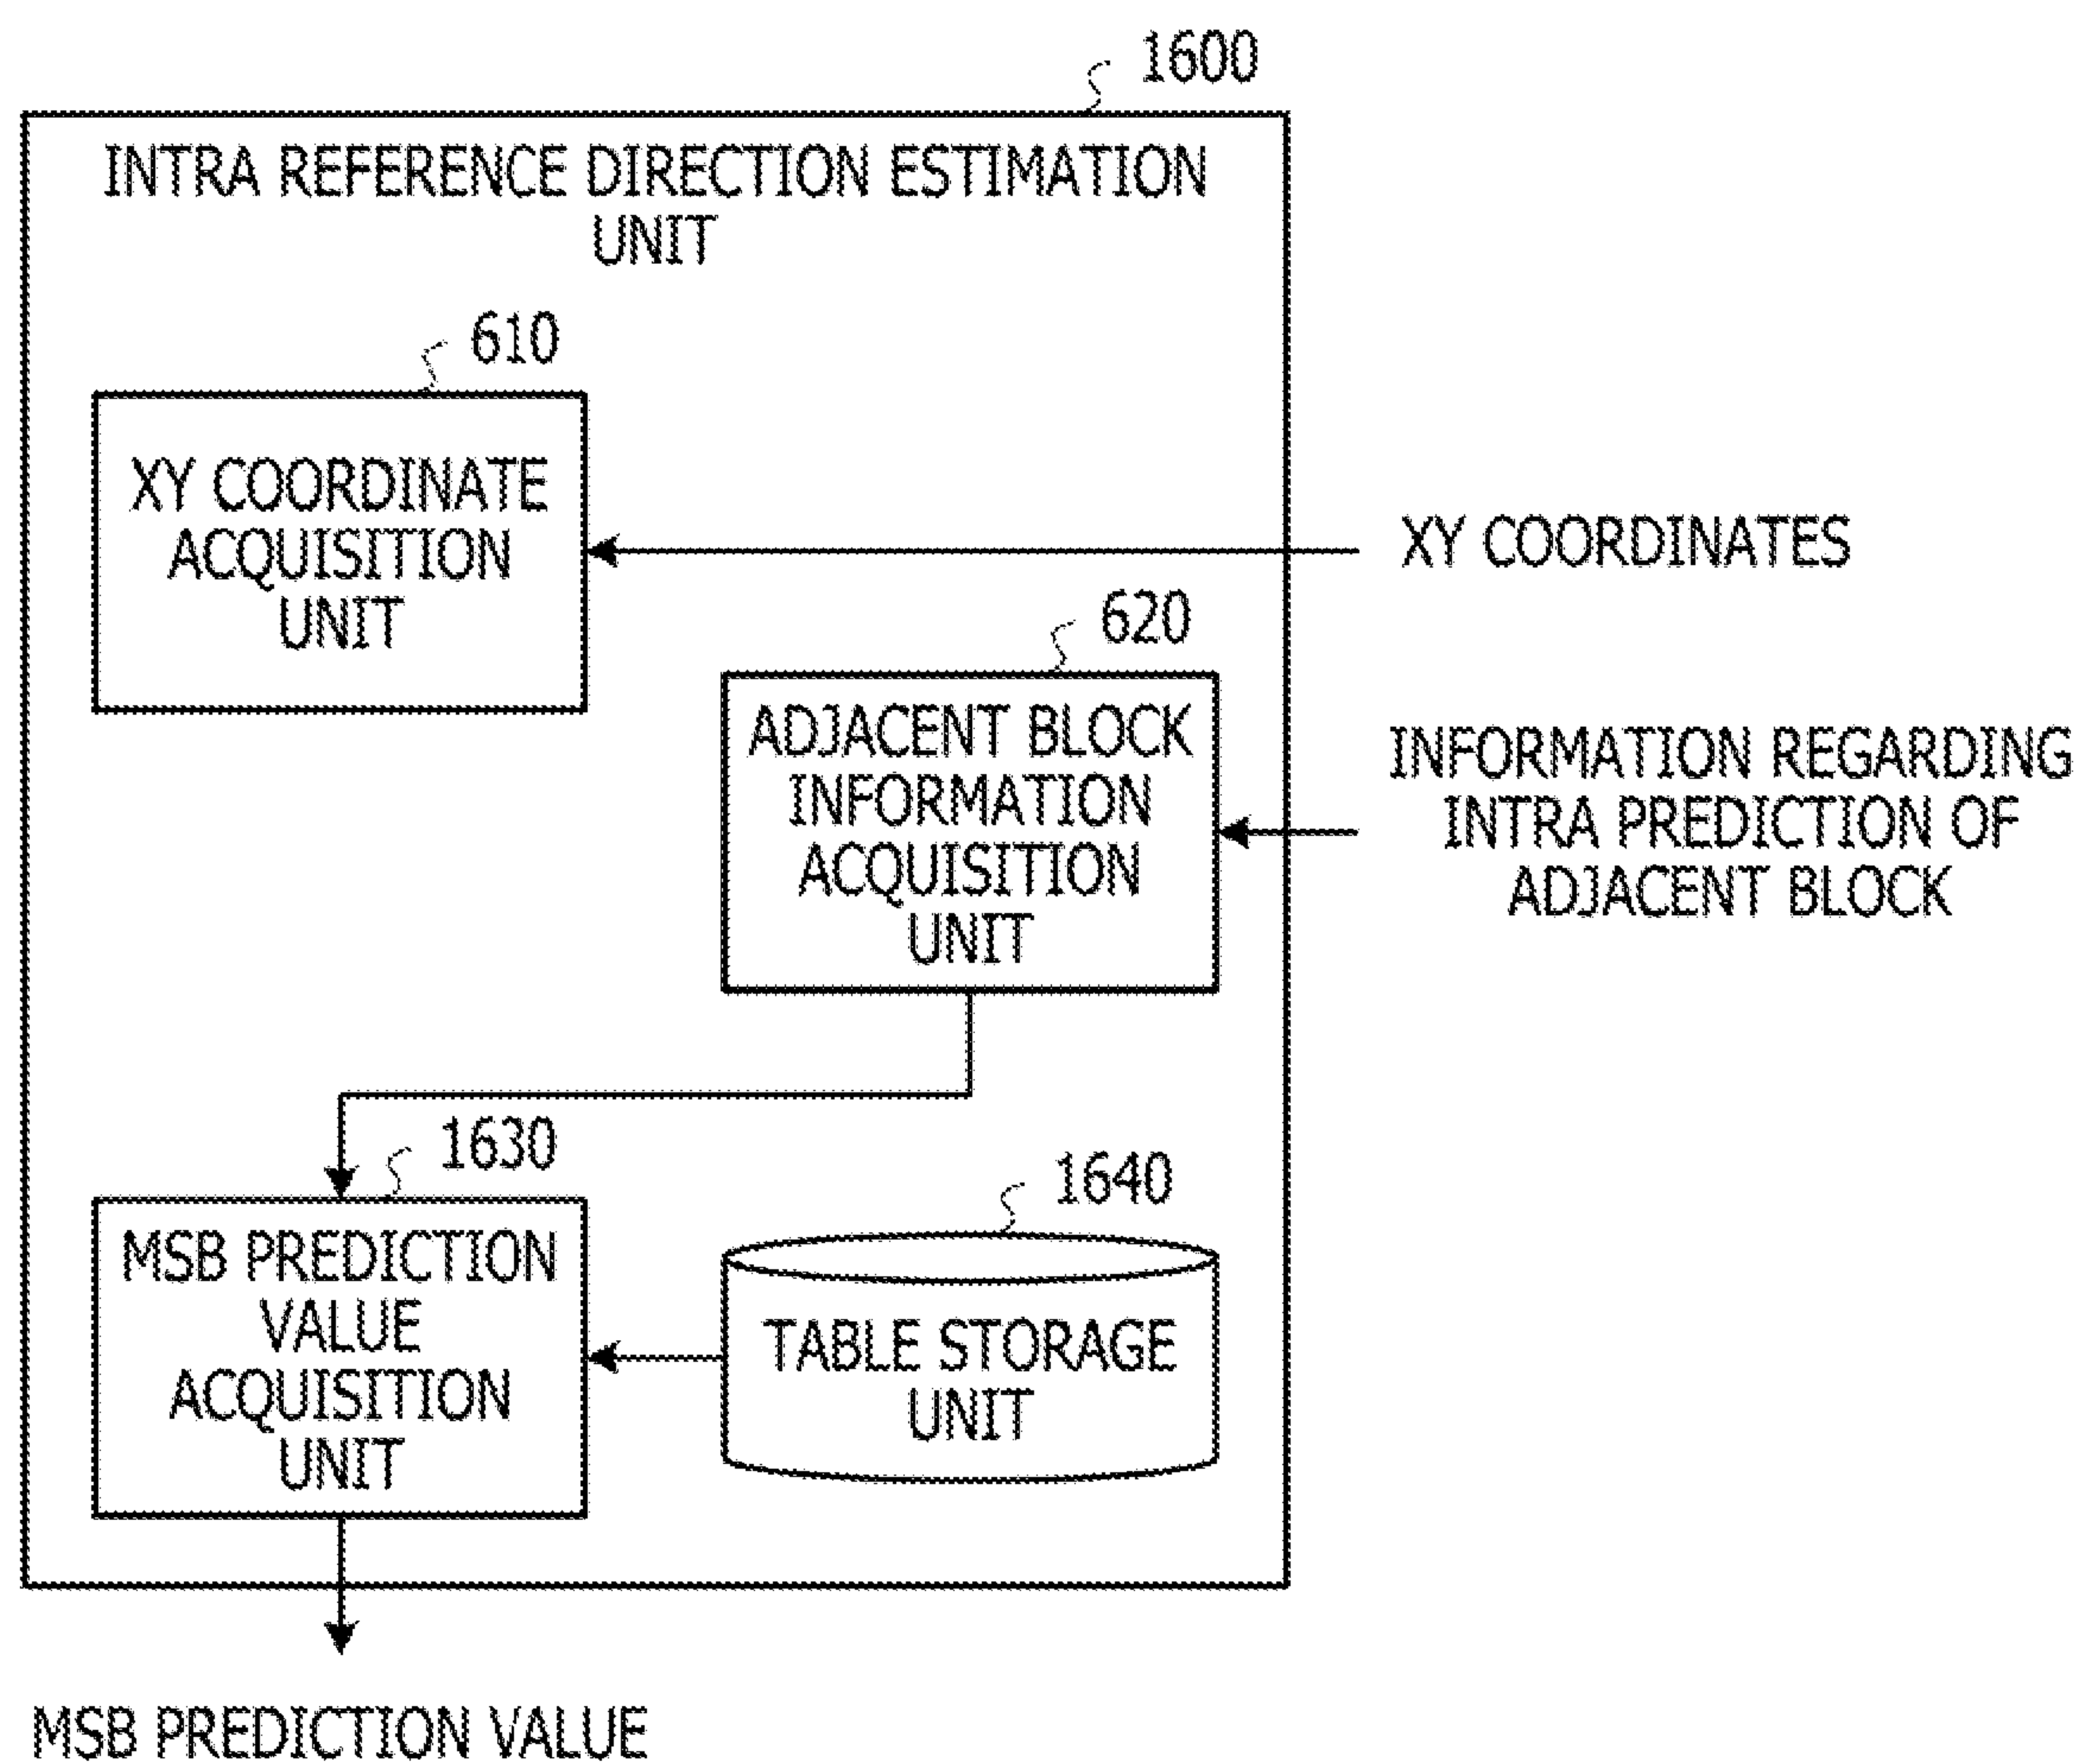 1600
INTRA REFERENCE DIRECTION ESTIMATION
UNIT
610
XY COORDINATE
ACQUISITION
UNIT
XY COORDINATES
620
ADJACENT BLOCK
INFORMATION
ACQUISITION
UNIT
INFORMATION REGARDING
INTRA PREDICTION OF
ADJACENT BLOCK
1630
MSB PREDICTION
VALUE
ACQUISITION
UNIT
1640
TABLE STORAGE
UNIT
MSB PREDICTION VALUE